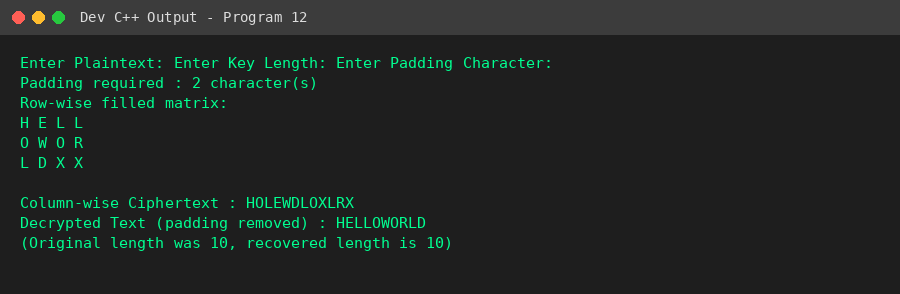 Dev C++ Output - Program 12
Enter Plaintext: Enter Key Length: Enter Padding Character:
Padding required : 2 character(s)
Row-wise filled matrix:
H E L L
O W O R
L D X X
Column-wise Ciphertext : HOLEWDLOXLRX
Decrypted Text (padding removed) : HELLOWORLD
(Original length was 10, recovered length is 10)